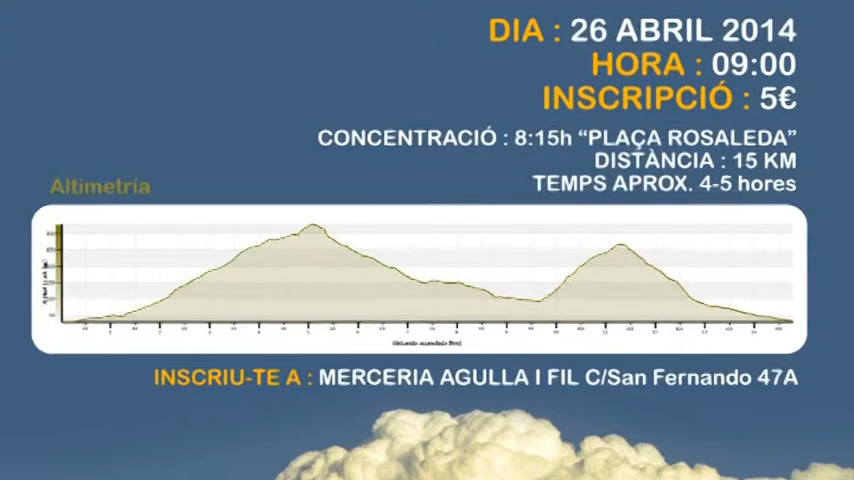 DIA : 26 ABRIL 2014
HORA : 09:00
INSCRIPCIÓ : 5€
CONCENTRACIÓ : 8:15h “PLAÇA ROSALEDA”
DISTÀNCIA : 15 KM
TEMPS APROX. 4-5 hores
Altimetría
INSCRIU-TE A : MERCERIA AGULLA I FIL C/San Fernando 47A